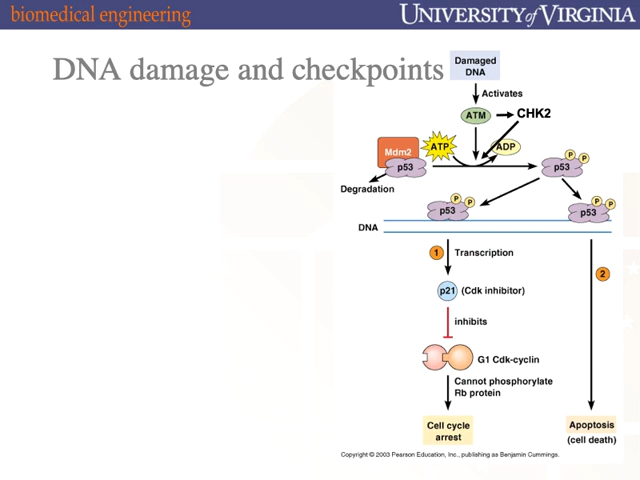 biomedical engineering
UNIVERSITY of VIRGINIA
DNA damage and checkpoints
Damaged
DNA
Activates
ATM
CHK2
Mdm2
ATP
ADP
p53
p53
P
P
Degradation
p53
P
P
p53
P
P
DNA
1
Transcription
2
p21
(Cdk inhibitor)
inhibits
G1 Cdk-cyclin
Cannot phosphorylate
Rb protein
Cell cycle
arrest
Apoptosis
(cell death)
Copyright © 2003 Pearson Education, Inc., publishing as Benjamin Cummings.